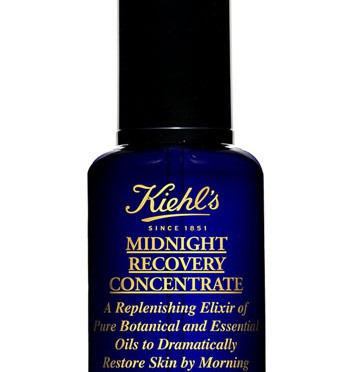 Kiehl's
SINCE 1851
MIDNIGHT
RECOVERY
CONCENTRATE
A Replenishing Elixir of
Pure Botanical and Essential
Oils to Dramatically
Restore Skin by Morning